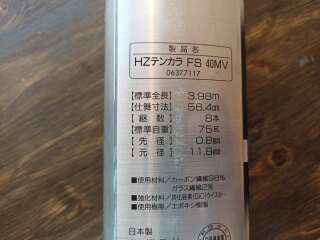 製品名
HZテンカラ FS 40MV
06377117
【標準全長】 3.98m
【仕舞寸法】 56.4cm
【継数】 8本
【標準自重】 75g
【先径】 0.8mm
【元径】 11.8mm
■使用材料/カーボン繊維98%
ガラス繊維2%
■強化材料/炭化珪素(SiC)ウイスカー
■使用樹脂/エポキシ樹脂
日本製